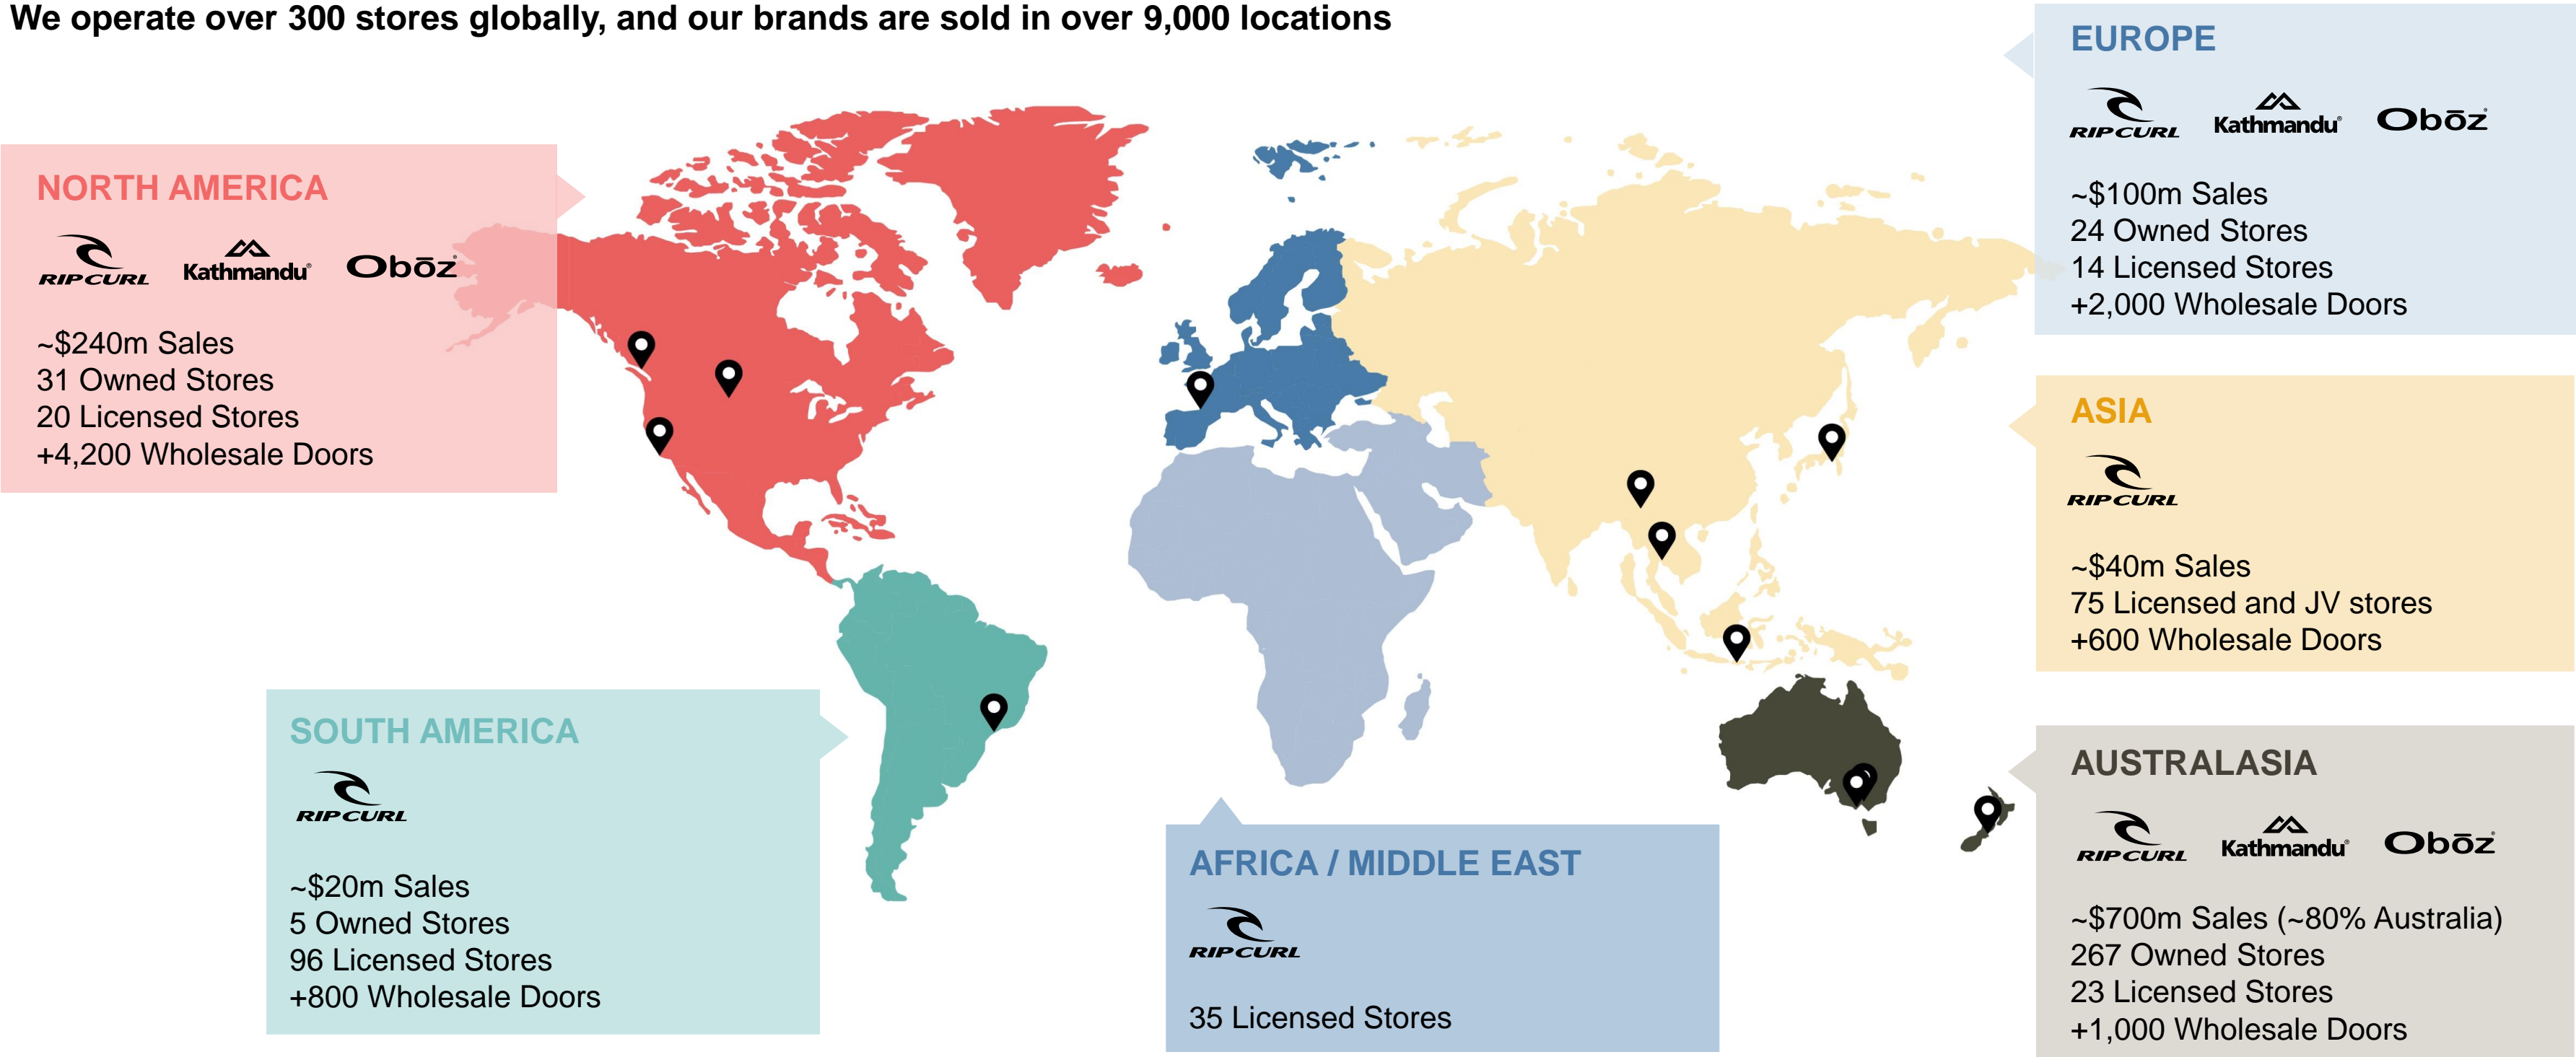 We operate over 300 stores globally, and our brands are sold in over 9,000 locations
NORTH AMERICA
RIP CURL Kathmandu® Obōz®
~$240m Sales
31 Owned Stores
20 Licensed Stores
+4,200 Wholesale Doors
SOUTH AMERICA
RIP CURL
~$20m Sales
5 Owned Stores
96 Licensed Stores
+800 Wholesale Doors
AFRICA / MIDDLE EAST
RIP CURL
35 Licensed Stores
EUROPE
RIP CURL Kathmandu® Obōz®
~$100m Sales
24 Owned Stores
14 Licensed Stores
+2,000 Wholesale Doors
ASIA
RIP CURL
~$40m Sales
75 Licensed and JV stores
+600 Wholesale Doors
AUSTRALASIA
RIP CURL Kathmandu® Obōz®
~$700m Sales (~80% Australia)
267 Owned Stores
23 Licensed Stores
+1,000 Wholesale Doors